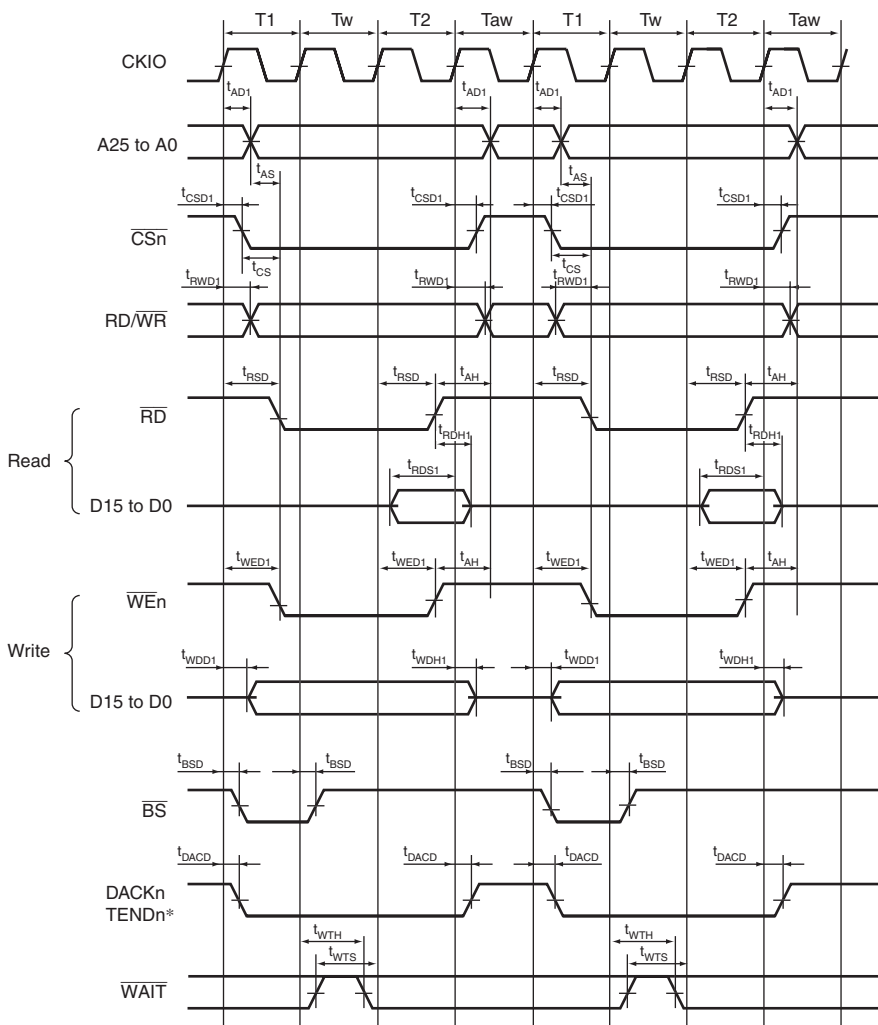 T1 Tw T2 Taw T1 Tw T2 Taw
CKIO
tAD1 tAD1 tAD1 tAD1
A25 to A0
tAS tAS
tCSD1 tCSD1 tCSD1 tCSD1
CSn
tCS tCS
tRWD1 tRWD1 tRWD1 tRWD1
RD/WR
tRSD tRSD tAH tRSD tRSD tAH
RD
tRDH1 tRDH1
Read
tRDS1 tRDS1
D15 to D0
tWED1 tWED1 tAH tWED1 tWED1 tAH
WEn
Write
tWDD1 tWDH1 tWDD1 tWDH1
D15 to D0
tBSD tBSD tBSD tBSD
BS
tDACD tDACD tDACD tDACD
DACKn
TENDn*
tWTH tWTH
tWTS tWTS
WAIT